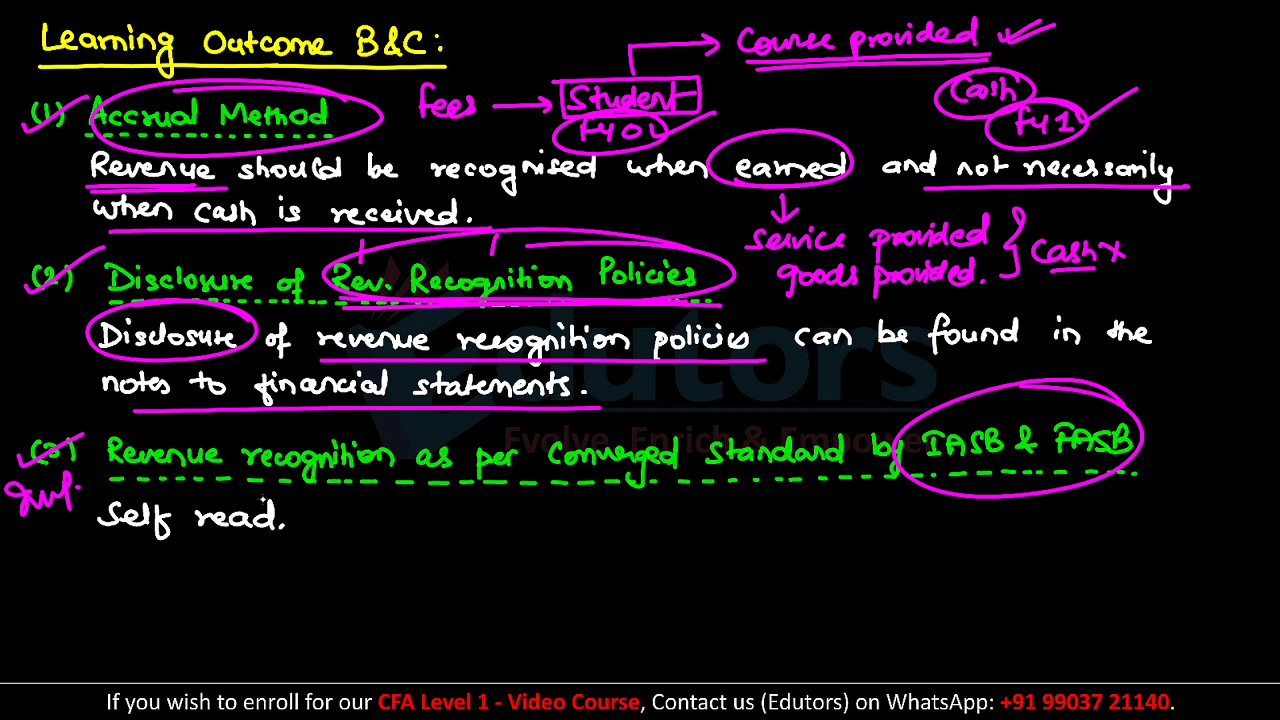 Learning Outcome B&C:
Course provided
Fees → Student
Cash
(1) Accrual Method
FY 1
Revenue should be recognised when earned and not necessarily
when cash is received.
Service provided
goods provided. } Cash x
(2) Disclosure of Rev. Recognition Policies
Disclosure of revenue recognition policies can be found in the
notes to financial statements.
Edutors
Evolve, Enrich & Empower
(3) Revenue recognition as per Converged Standard by IASB & FASB
Self read.
If you wish to enroll for our CFA Level 1 - Video Course, Contact us (Edutors) on WhatsApp: +91 99037 21140.